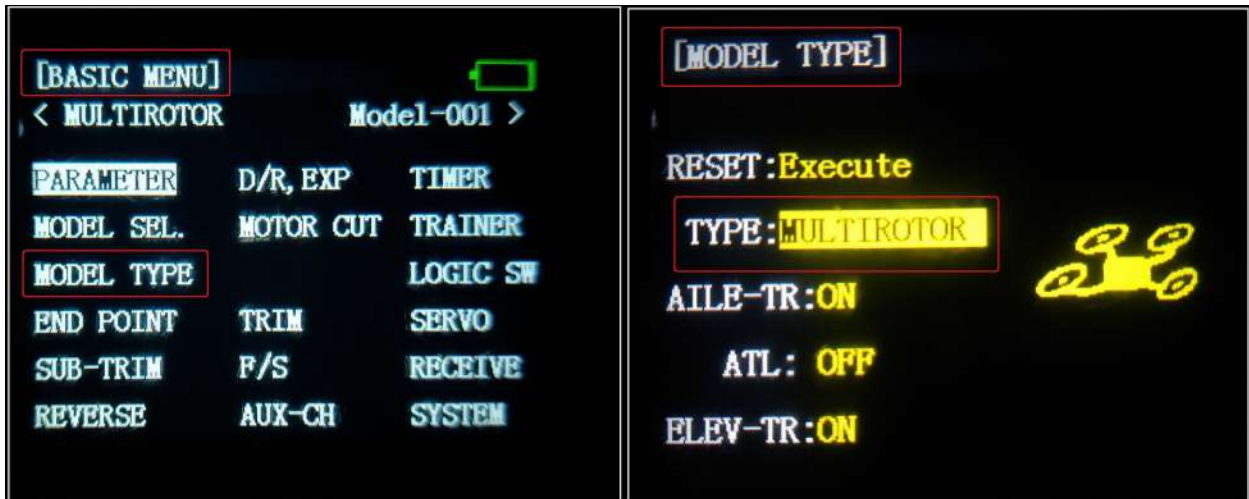 [BASIC MENU]
< MULTIROTOR Model-001 >
PARAMETER D/R,EXP TIMER
MODEL SEL. MOTOR CUT TRAINER
MODEL TYPE LOGIC SW
END POINT TRIM SERVO
SUB-TRIM F/S RECEIVE
REVERSE AUX-CH SYSTEM
[MODEL TYPE]
RESET:Execute
TYPE:MULTIROTOR
AILE-TR:ON
ATL: OFF
ELEV-TR:ON